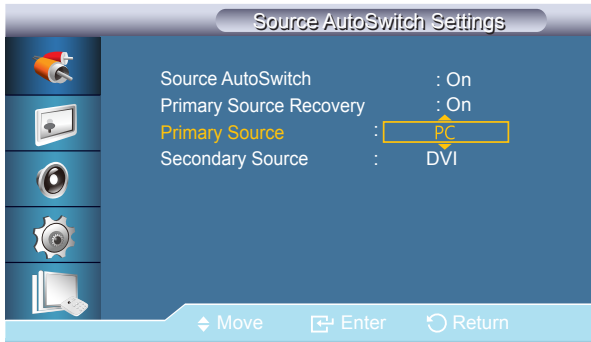 Source AutoSwitch Settings
Source AutoSwitch : On
Primary Source Recovery : On
Primary Source : PC
Secondary Source : DVI
Move Enter Return